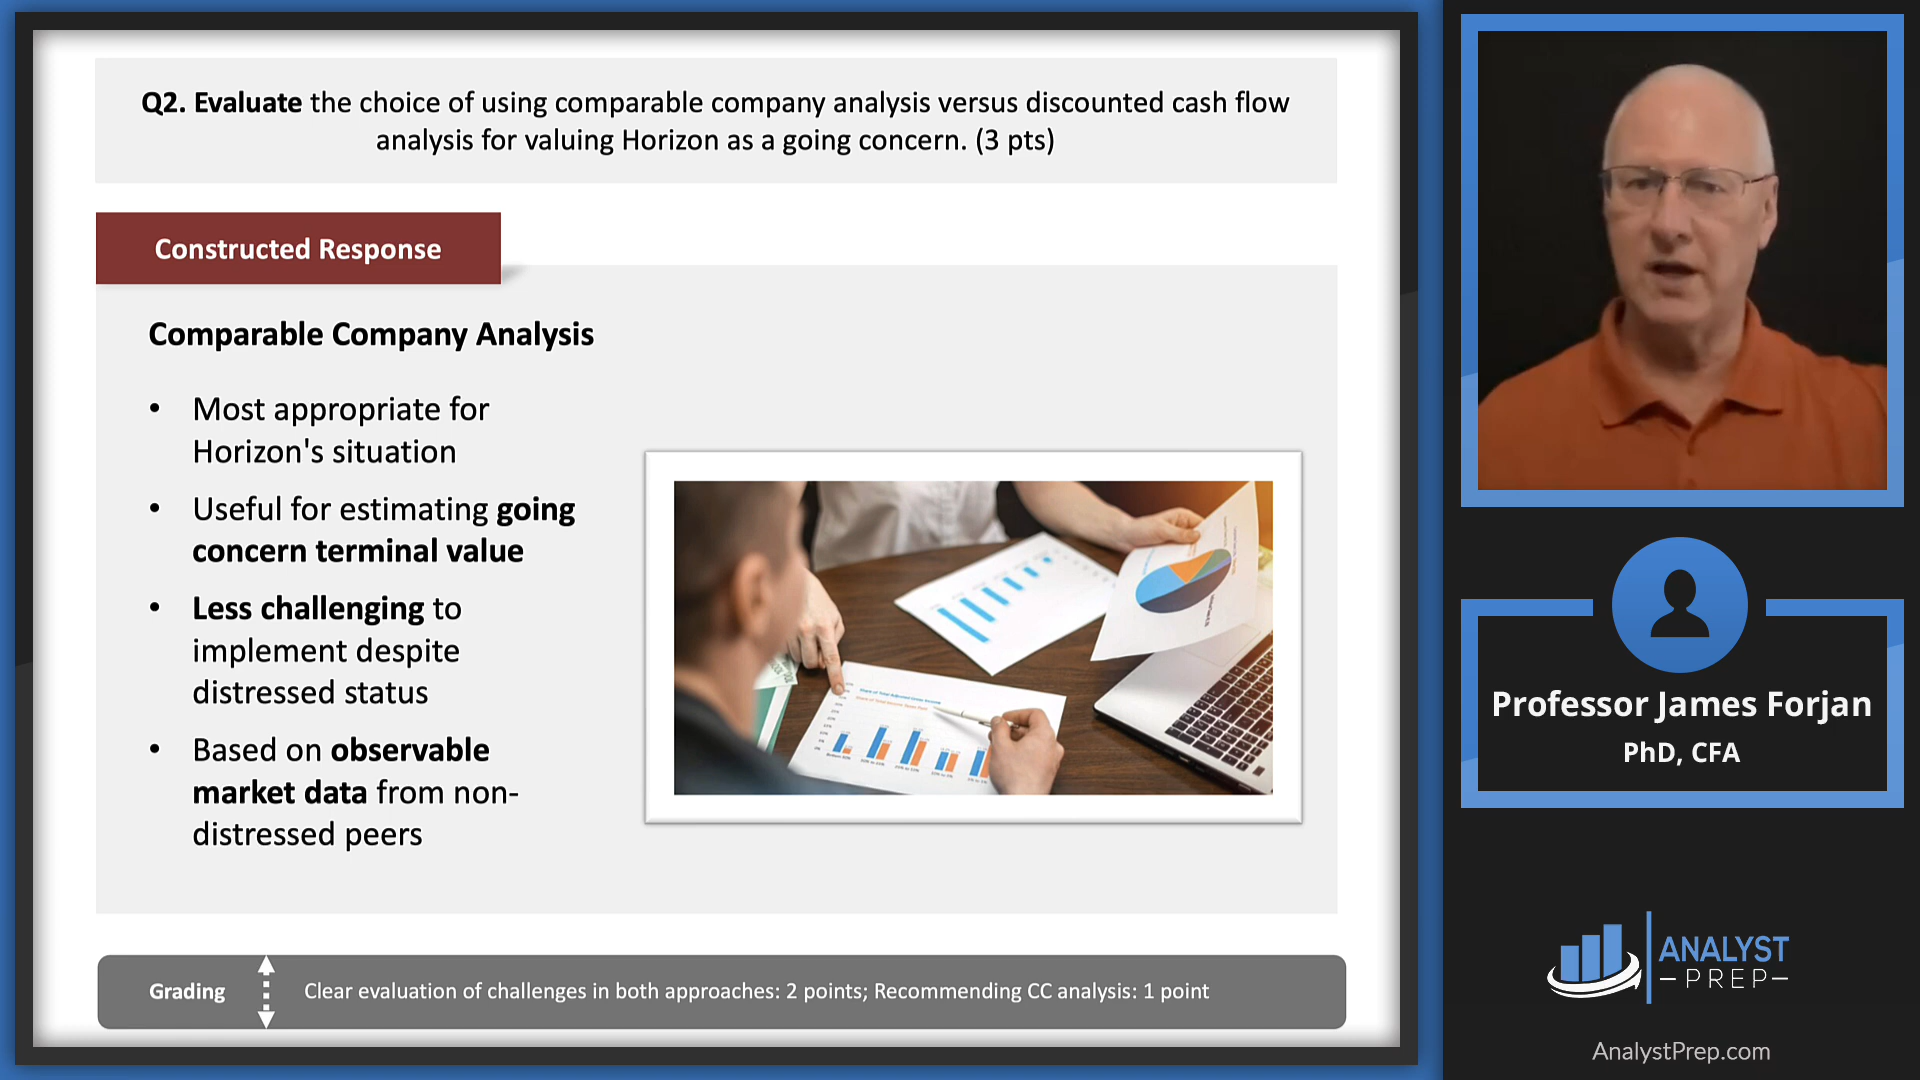 Q2. Evaluate the choice of using comparable company analysis versus discounted cash flow
analysis for valuing Horizon as a going concern. (3 pts)
Constructed Response
Comparable Company Analysis
• Most appropriate for
Horizon's situation
• Useful for estimating going
concern terminal value
• Less challenging to
implement despite
distressed status
• Based on observable
market data from non-
distressed peers
Grading
Clear evaluation of challenges in both approaches: 2 points; Recommending CC analysis: 1 point
Professor James Forjan
PhD, CFA
ANALYST
PREP
AnalystPrep.com